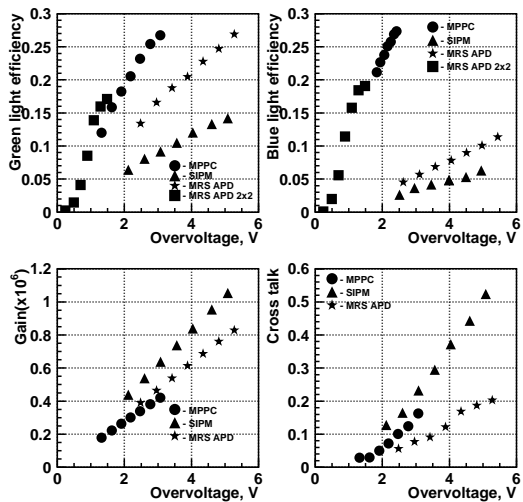 Green light efficiency
0.3
0.25
0.2
0.15
0.1
0.05
0
- MPPC
- SIPM
- MRS APD
- MRS APD 2x2
0 2 4 6
Overvoltage, V
Blue light efficiency
0.3
0.25
0.2
0.15
0.1
0.05
0
- MPPC
- SIPM
- MRS APD
- MRS APD 2x2
0 2 4 6
Overvoltage, V
Gain(x10⁶)
1.2
1
0.8
0.6
0.4
0.2
0
- MPPC
- SIPM
- MRS APD
0 2 4 6
Overvoltage, V
Cross talk
0.6
0.5
0.4
0.3
0.2
0.1
0
- MPPC
- SIPM
- MRS APD
0 2 4 6
Overvoltage, V